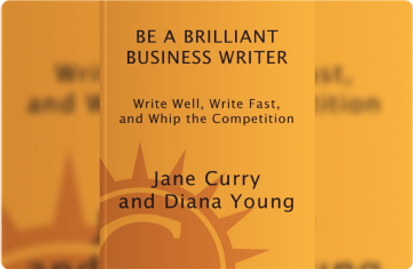 BE A BRILLIANT
BUSINESS WRITER
Write Well, Write Fast,
and Whip the Competition
Jane Curry
and Diana Young